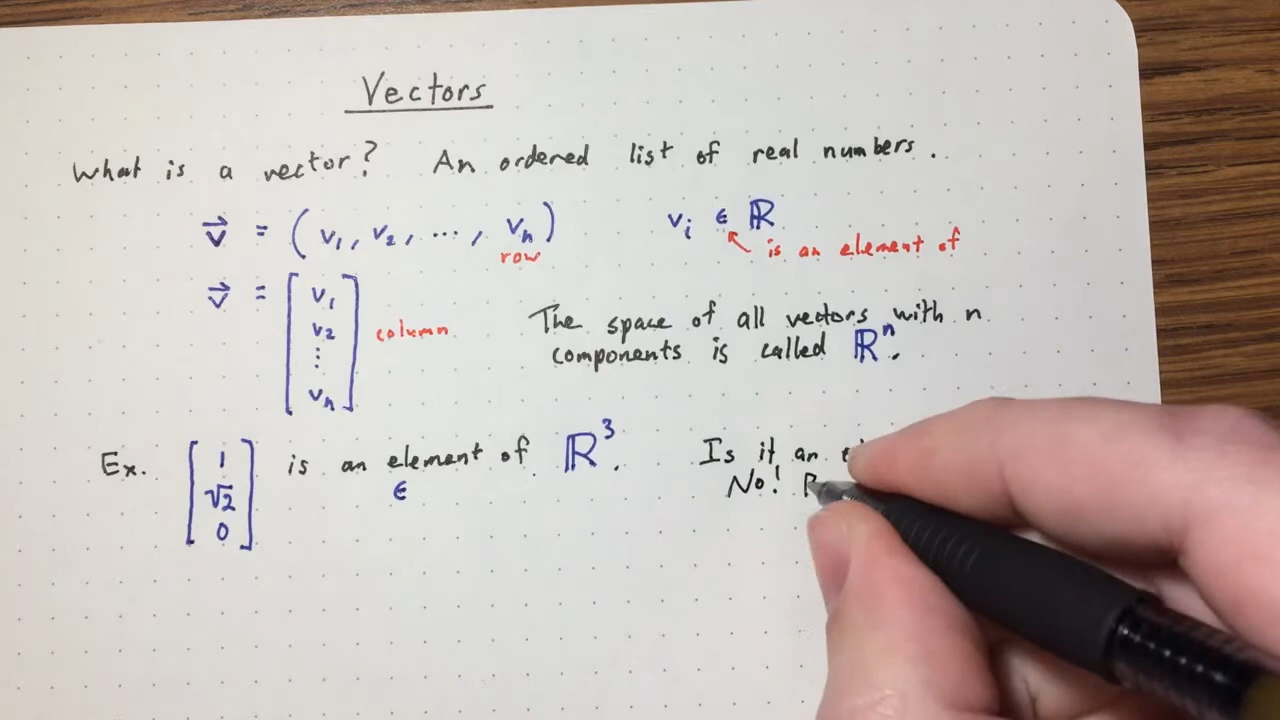 Vectors
What is a vector? An ordered list of real numbers.
v⃗ = (v₁, v₂, ⋯, vₙ) vᵢ ∈ ℝ
row is an element of
v⃗ = [v₁ v₂ ⋮ vₙ] column
The space of all vectors with n
components is called ℝⁿ.
Ex. [1 √2 0] is an element of ℝ³. Is it an
∈ No!